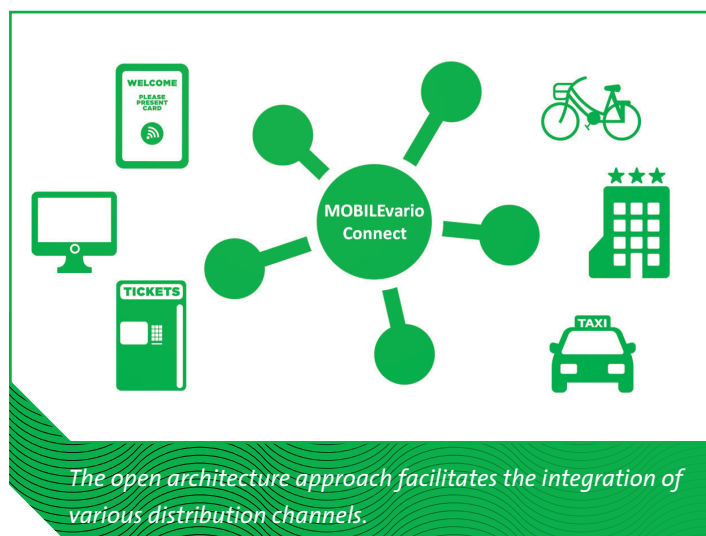 WELCOME
PLEASE
PRESENT
CARD
TICKETS
MOBILEvario
Connect
TAXI
The open architecture approach facilitates the integration of
various distribution channels.